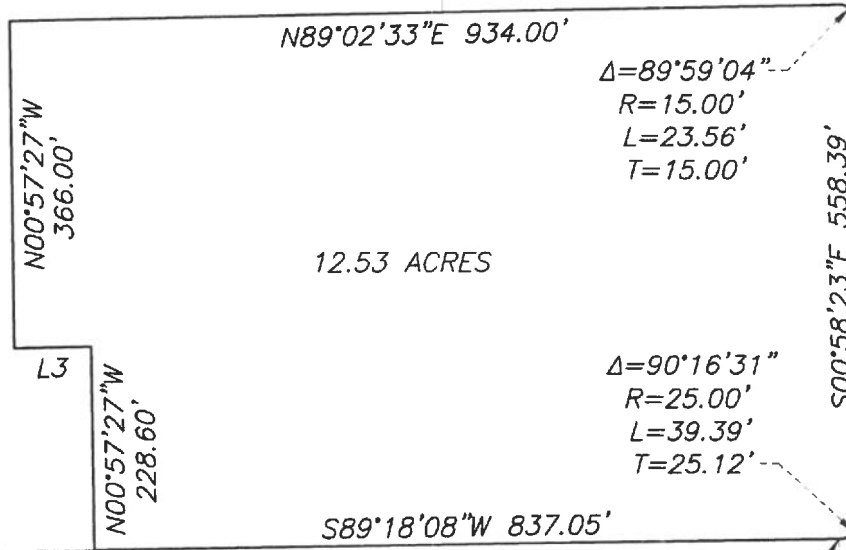 N89°02'33"E 934.00'
Δ=89°59'04"
R=15.00'
L=23.56'
T=15.00'
N00°57'27"W
366.00'
S00°58'23"E 558.39'
12.53 ACRES
L3
N00°57'27"W
228.60'
Δ=90°16'31"
R=25.00'
L=39.39'
T=25.12'
S89°18'08"W 837.05'